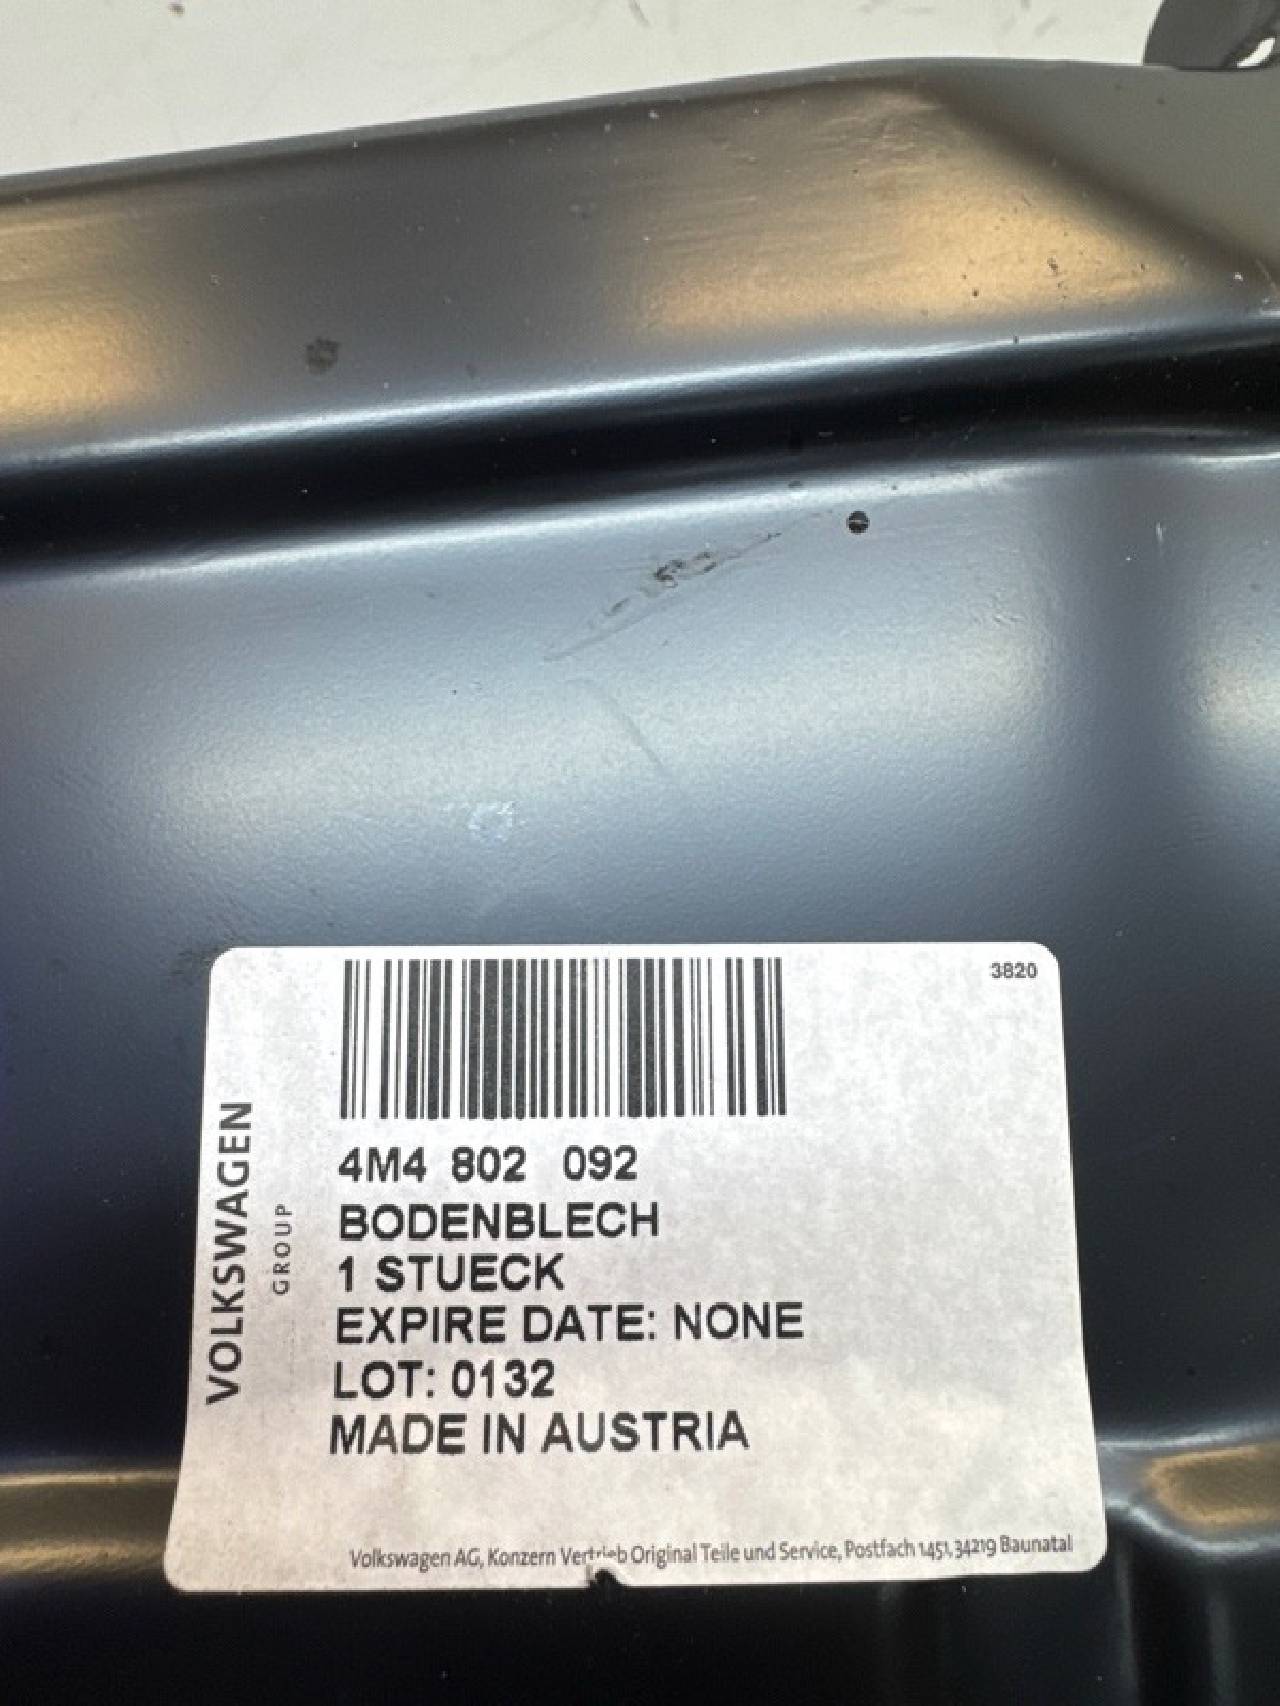 3820
4M4 802 092
BODENBLECH
1 STUECK
EXPIRE DATE: NONE
LOT: 0132
MADE IN AUSTRIA
VOLKSWAGEN
GROUP
Volkswagen AG, Konzern Vertrieb Original Teile und Service, Postfach 1451, 34219 Baunatal